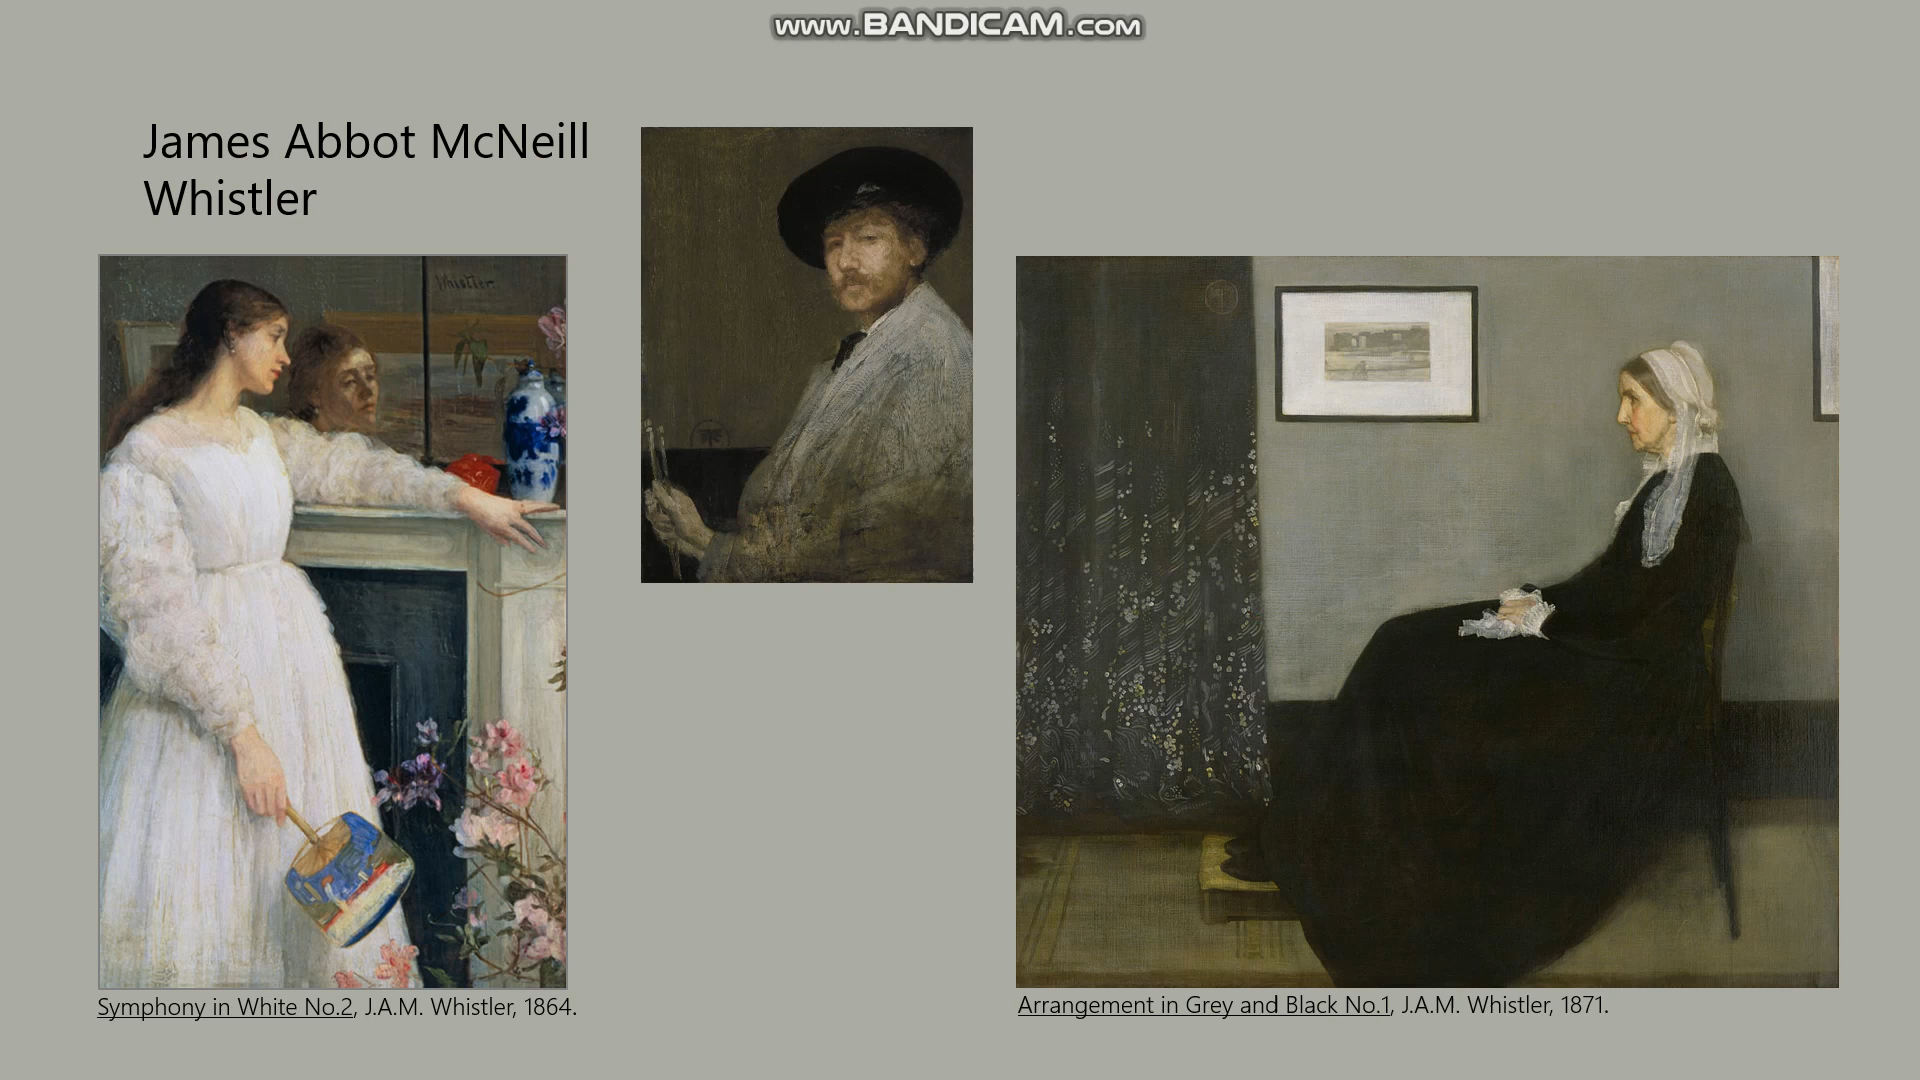 www.BANDICAM.com
James Abbot McNeill
Whistler
Whistler
Symphony in White No.2, J.A.M. Whistler, 1864.
Arrangement in Grey and Black No.1, J.A.M. Whistler, 1871.